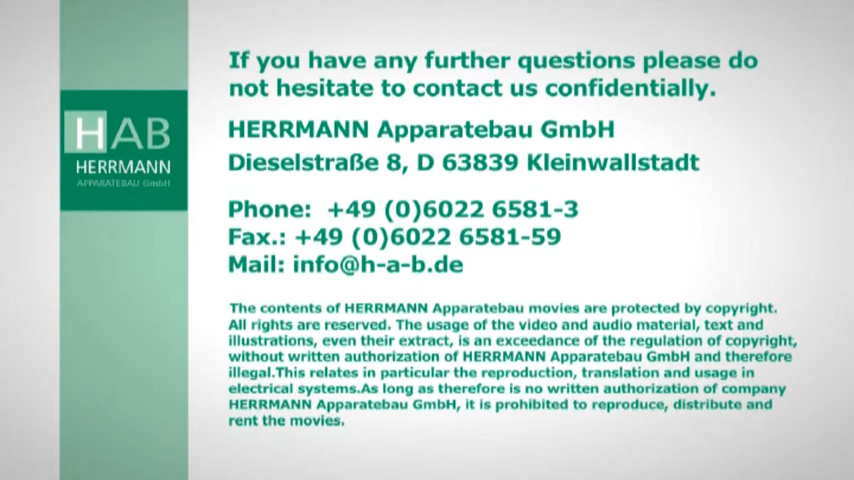 HAB
HERRMANN
APPARATEBAU GmbH
If you have any further questions please do
not hesitate to contact us confidentially.
HERRMANN Apparatebau GmbH
Dieselstraße 8, D 63839 Kleinwallstadt
Phone: +49 (0)6022 6581-3
Fax.: +49 (0)6022 6581-59
Mail: info@h-a-b.de
The contents of HERRMANN Apparatebau movies are protected by copyright.
All rights are reserved. The usage of the video and audio material, text and
illustrations, even their extract, is an exceedance of the regulation of copyright,
without written authorization of HERRMANN Apparatebau GmbH and therefore
illegal.This relates in particular the reproduction, translation and usage in
electrical systems.As long as therefore is no written authorization of company
HERRMANN Apparatebau GmbH, it is prohibited to reproduce, distribute and
rent the movies.